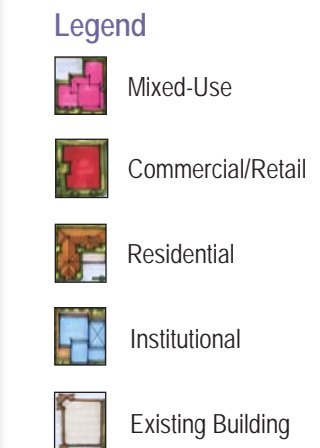 Legend
Mixed-Use
Commercial/Retail
Residential
Institutional
Existing Building